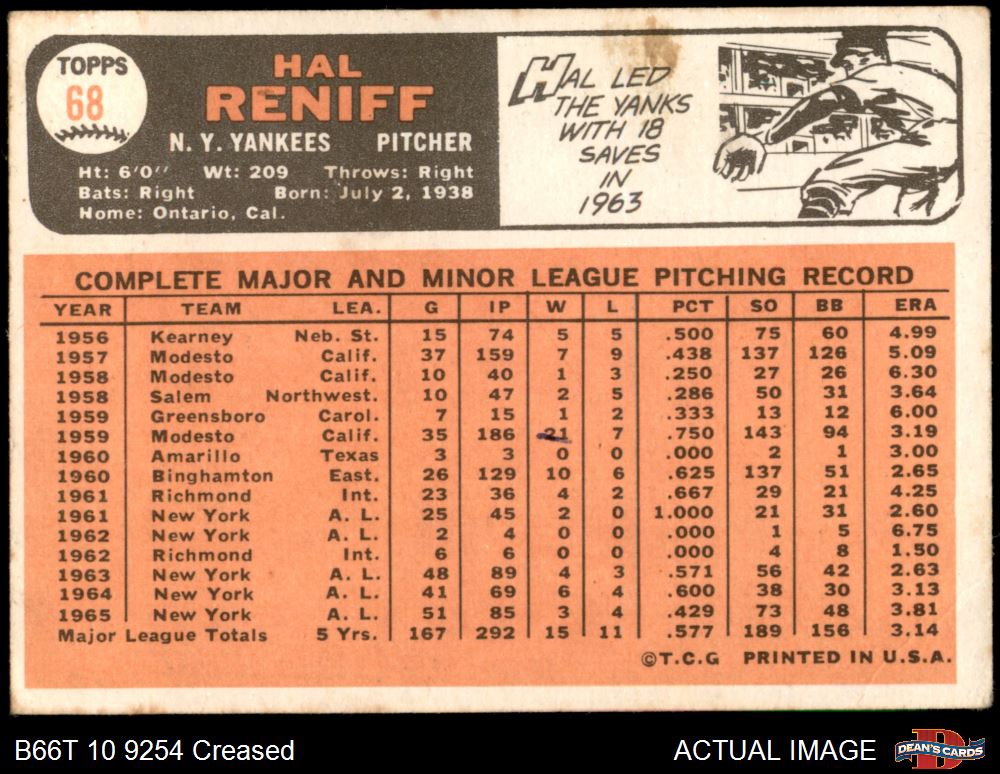 TOPPS
68
HAL
RENIFF
N. Y. YANKEES PITCHER
Ht: 6'0" Wt: 209 Throws: Right
Bats: Right Born: July 2, 1938
Home: Ontario, Cal.
HAL LED
THE YANKS
WITH 18
SAVES
IN
1963
COMPLETE MAJOR AND MINOR LEAGUE PITCHING RECORD
YEAR TEAM LEA. G IP W L PCT SO BB ERA
1956 Kearney Neb. St. 15 74 5 5 .500 75 60 4.99
1957 Modesto Calif. 37 159 7 9 .438 137 126 5.09
1958 Modesto Calif. 10 40 1 3 .250 27 26 6.30
1958 Salem Northwest. 10 47 2 5 .286 50 31 3.64
1959 Greensboro Carol. 7 15 1 2 .333 13 12 6.00
1959 Modesto Calif. 35 186 21 7 .750 143 94 3.19
1960 Amarillo Texas 3 3 0 0 .000 2 1 3.00
1960 Binghamton East. 26 129 10 6 .625 137 51 2.65
1961 Richmond Int. 23 36 4 2 .667 29 21 4.25
1961 New York A. L. 25 45 2 0 1.000 21 31 2.60
1962 New York A. L. 2 4 0 0 .000 1 5 6.75
1962 Richmond Int. 6 6 0 0 .000 4 8 1.50
1963 New York A. L. 48 89 4 3 .571 56 42 2.63
1964 New York A. L. 41 69 6 4 .600 38 30 3.13
1965 New York A. L. 51 85 3 4 .429 73 48 3.81
Major League Totals 5 Yrs. 167 292 15 11 .577 189 156 3.14
©T.C.G PRINTED IN U.S.A.
B66T 10 9254 Creased ACTUAL IMAGE
D
DEAN'S CARDS